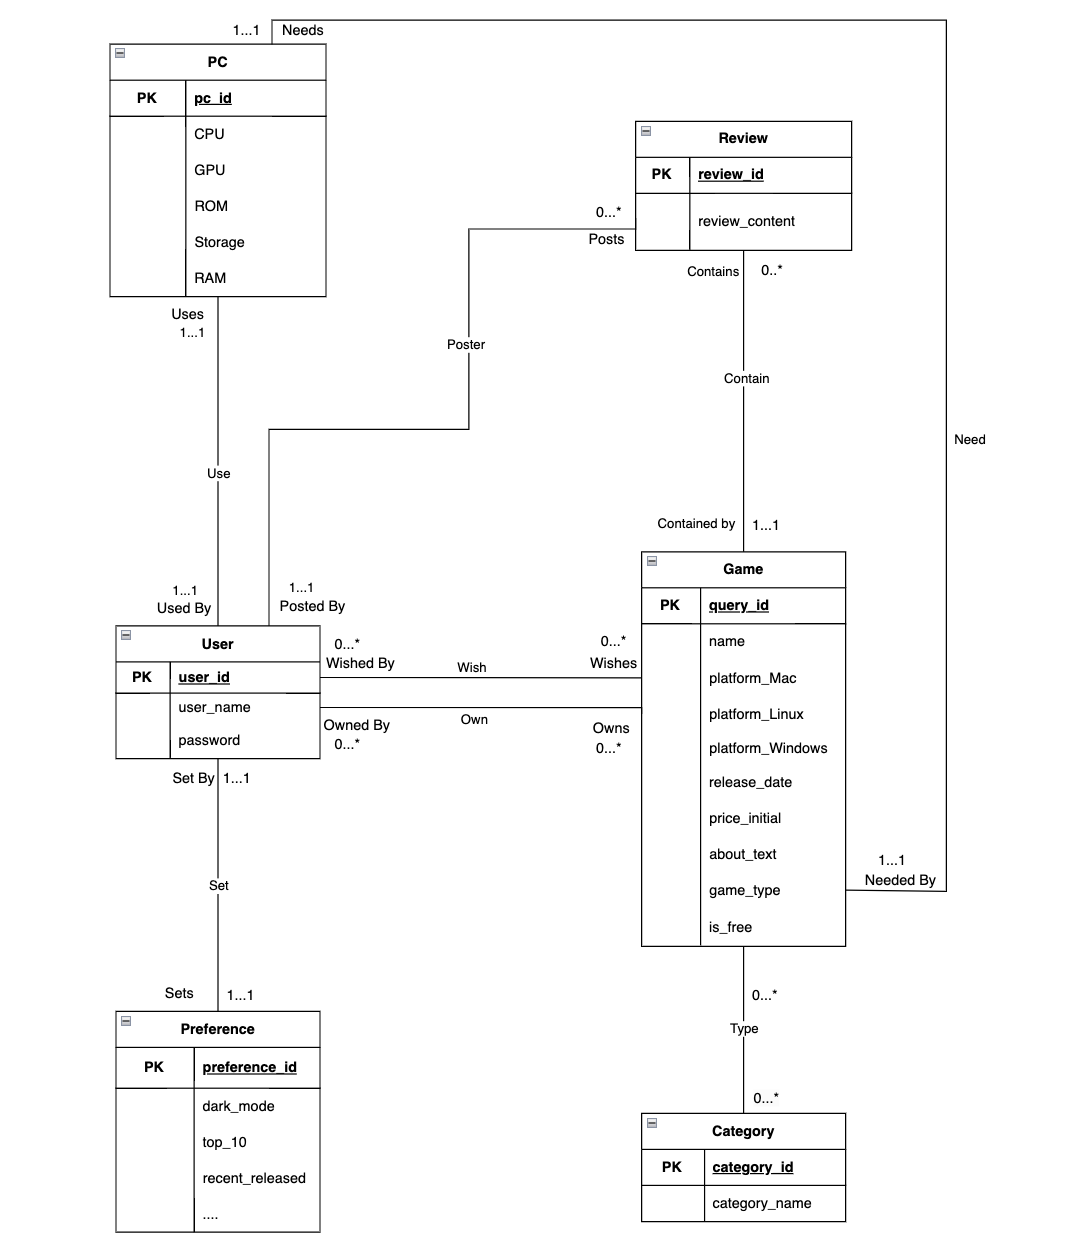 1...1 Needs
PC
PK pc_id
CPU
GPU
ROM
Storage
RAM
Uses
1...1
Use
1...1
Used By
Review
PK review_id
review_content
0...*
Posts
Poster
1...1
Posted By
Contains 0..*
Contain
Contained by 1...1
Need
User
PK user_id
user_name
password
0...*
Wished By
Wish
0...*
Wishes
Owned By
0...*
Own
Owns
0...*
Game
PK query_id
name
platform_Mac
platform_Linux
platform_Windows
release_date
price_initial
about_text
game_type
is_free
1...1
Needed By
Set By 1...1
Set
Sets 1...1
Preference
PK preference_id
dark_mode
top_10
recent_released
....
0...*
Type
0...*
Category
PK category_id
category_name